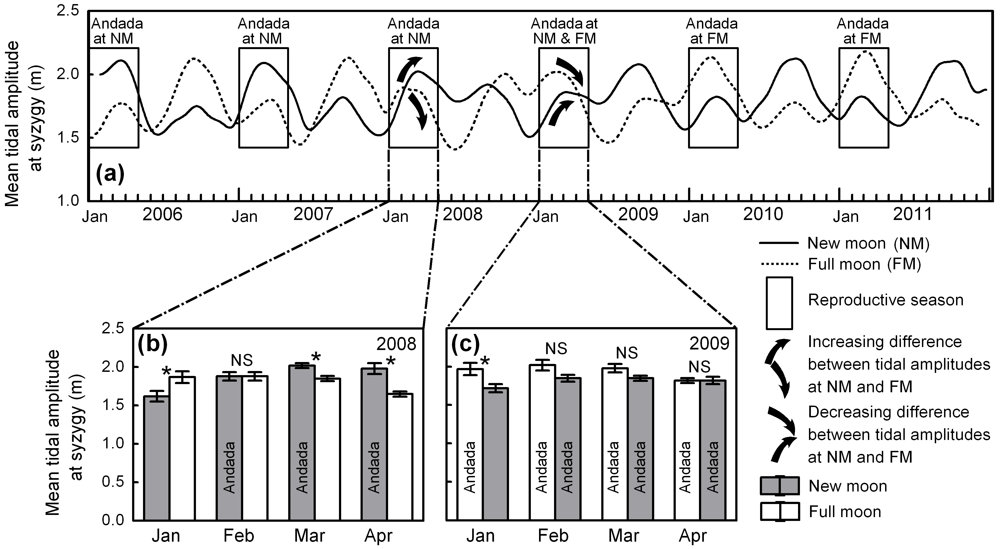 Mean tidal amplitude
at syzygy (m)
2.5
2.0
1.5
1.0
Andada
at NM
Andada
at NM
Andada
at NM
Andada at
NM & FM
Andada
at FM
Andada
at FM
(a)
Jan 2006 Jan 2007 Jan 2008 Jan 2009 Jan 2010 Jan 2011
New moon (NM)
Full moon (FM)
Reproductive season
Increasing difference
between tidal amplitudes
at NM and FM
Decreasing difference
between tidal amplitudes
at NM and FM
New moon
Full moon
Mean tidal amplitude
at syzygy (m)
2.5
2.0
1.5
1.0
0.5
0.0
(b)
2008
*
NS
*
*
Andada
Andada
Andada
Jan Feb Mar Apr
(c)
2009
*
NS
NS
NS
Andada
Andada
Andada
Andada
Andada
Andada
Andada
Jan Feb Mar Apr